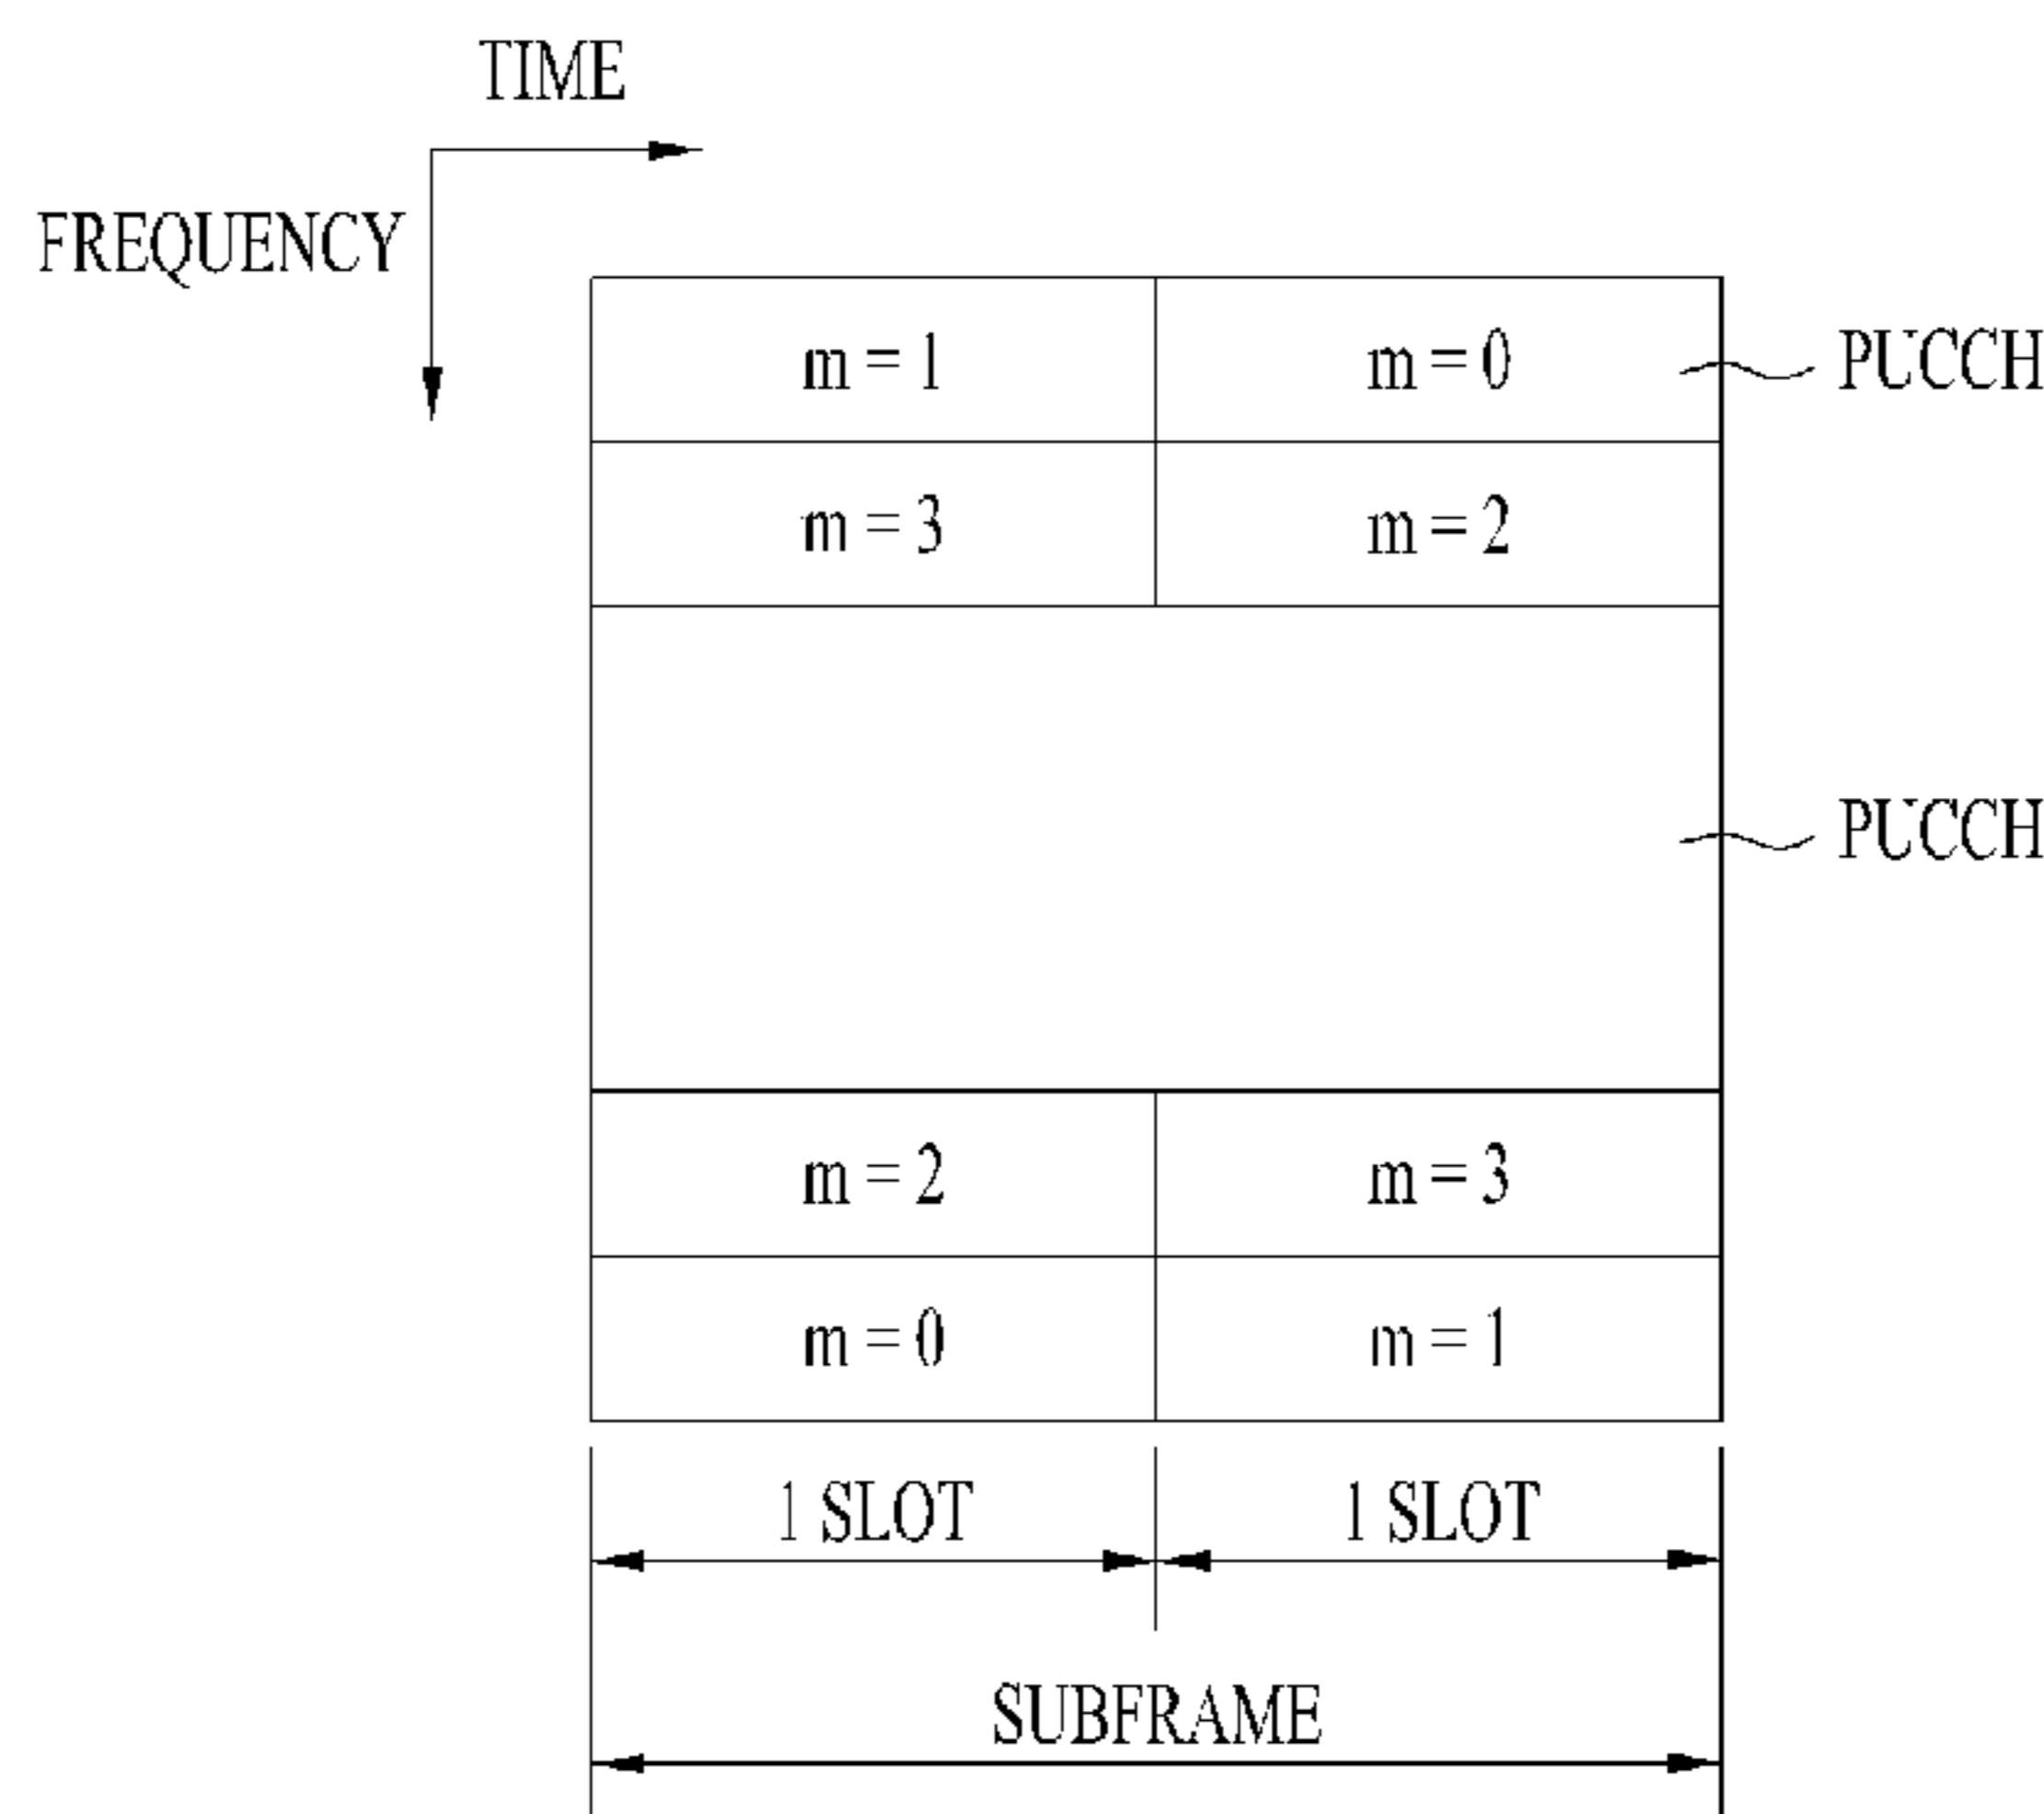 TIME
FREQUENCY
m = 1
m = 0
PUCCH
m = 3
m = 2
PUCCH
m = 2
m = 3
m = 0
m = 1
1 SLOT
1 SLOT
SUBFRAME